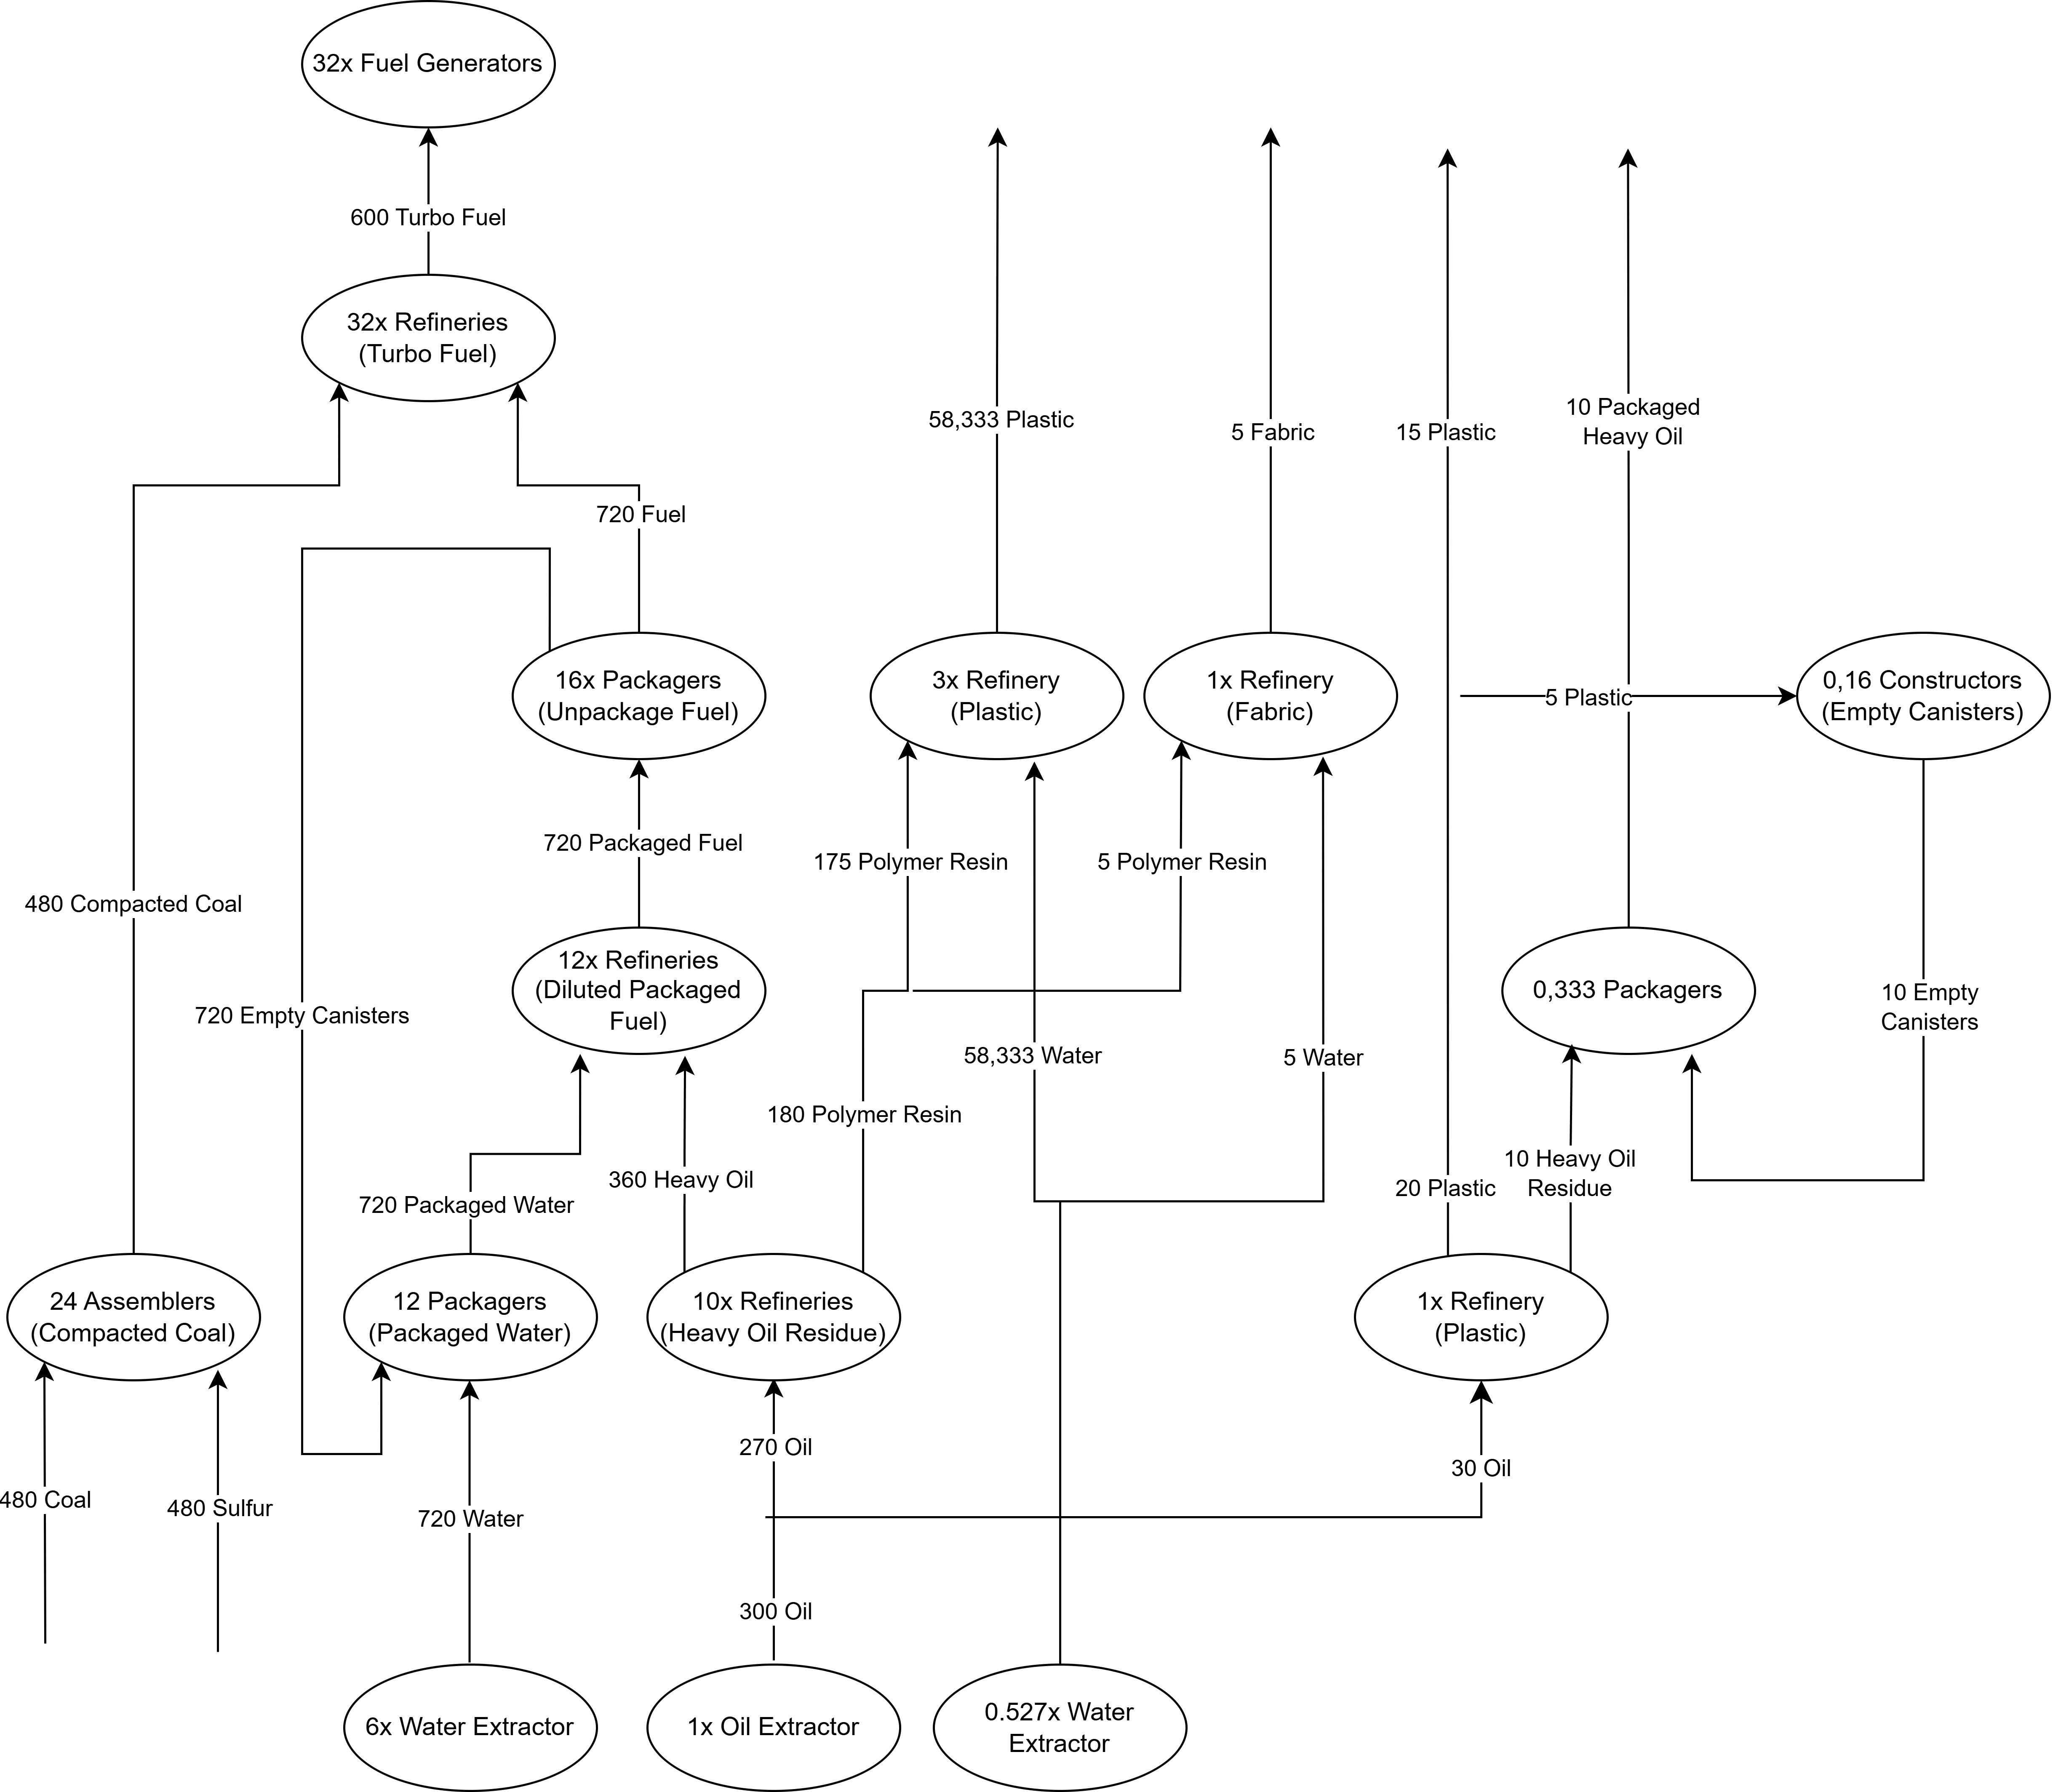 32x Fuel Generators
600 Turbo Fuel
32x Refineries
(Turbo Fuel)
58,333 Plastic
5 Fabric
15 Plastic
10 Packaged
Heavy Oil
720 Fuel
16x Packagers
(Unpackage Fuel)
3x Refinery
(Plastic)
1x Refinery
(Fabric)
5 Plastic
0,16 Constructors
(Empty Canisters)
720 Packaged Fuel
175 Polymer Resin
5 Polymer Resin
480 Compacted Coal
12x Refineries
(Diluted Packaged
Fuel)
0,333 Packagers
10 Empty
Canisters
720 Empty Canisters
58,333 Water
5 Water
180 Polymer Resin
360 Heavy Oil
10 Heavy Oil
Residue
20 Plastic
720 Packaged Water
24 Assemblers
(Compacted Coal)
12 Packagers
(Packaged Water)
10x Refineries
(Heavy Oil Residue)
1x Refinery
(Plastic)
270 Oil
30 Oil
480 Coal
480 Sulfur
720 Water
300 Oil
6x Water Extractor
1x Oil Extractor
0.527x Water
Extractor